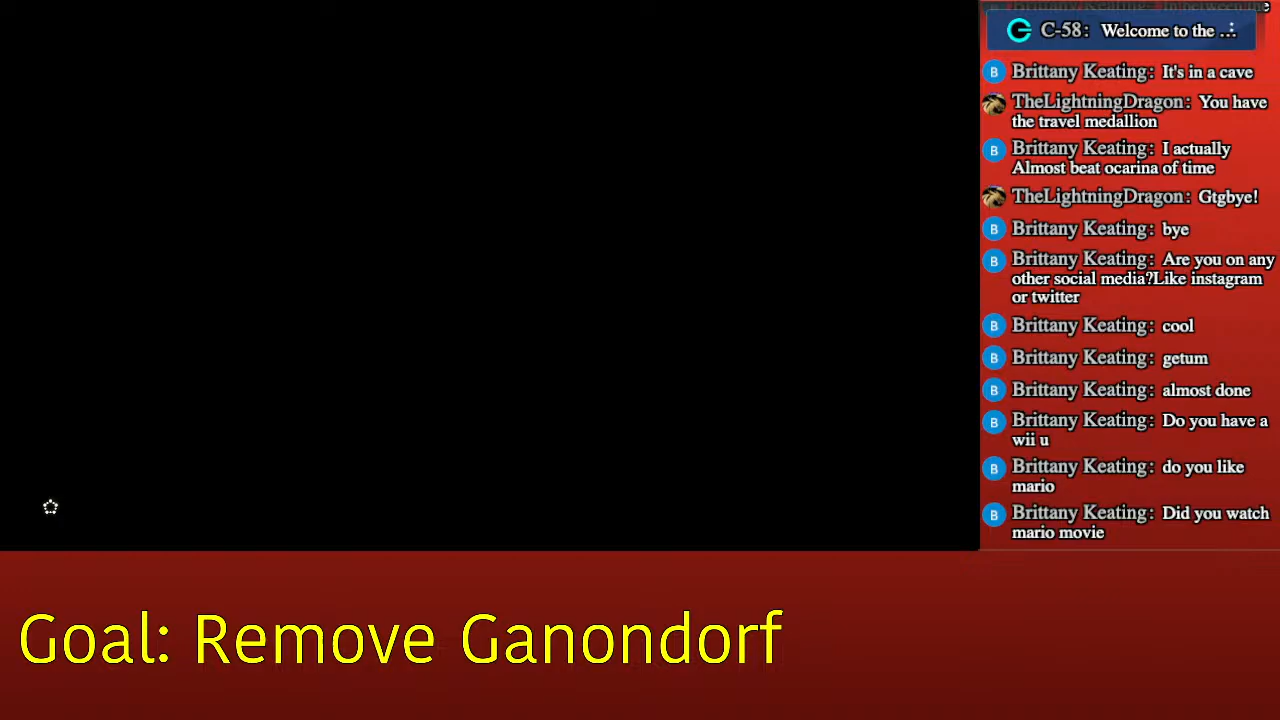 C-58: Welcome to the ...
Brittany Keating: It's in a cave
TheLightningDragon: You have
the travel medallion
Brittany Keating: I actually
Almost beat ocarina of time
TheLightningDragon: Gtgbye!
Brittany Keating: bye
Brittany Keating: Are you on any
other social media?Like instagram
or twitter
Brittany Keating: cool
Brittany Keating: getum
Brittany Keating: almost done
Brittany Keating: Do you have a
wii u
Brittany Keating: do you like
mario
Brittany Keating: Did you watch
mario movie
Goal: Remove Ganondorf